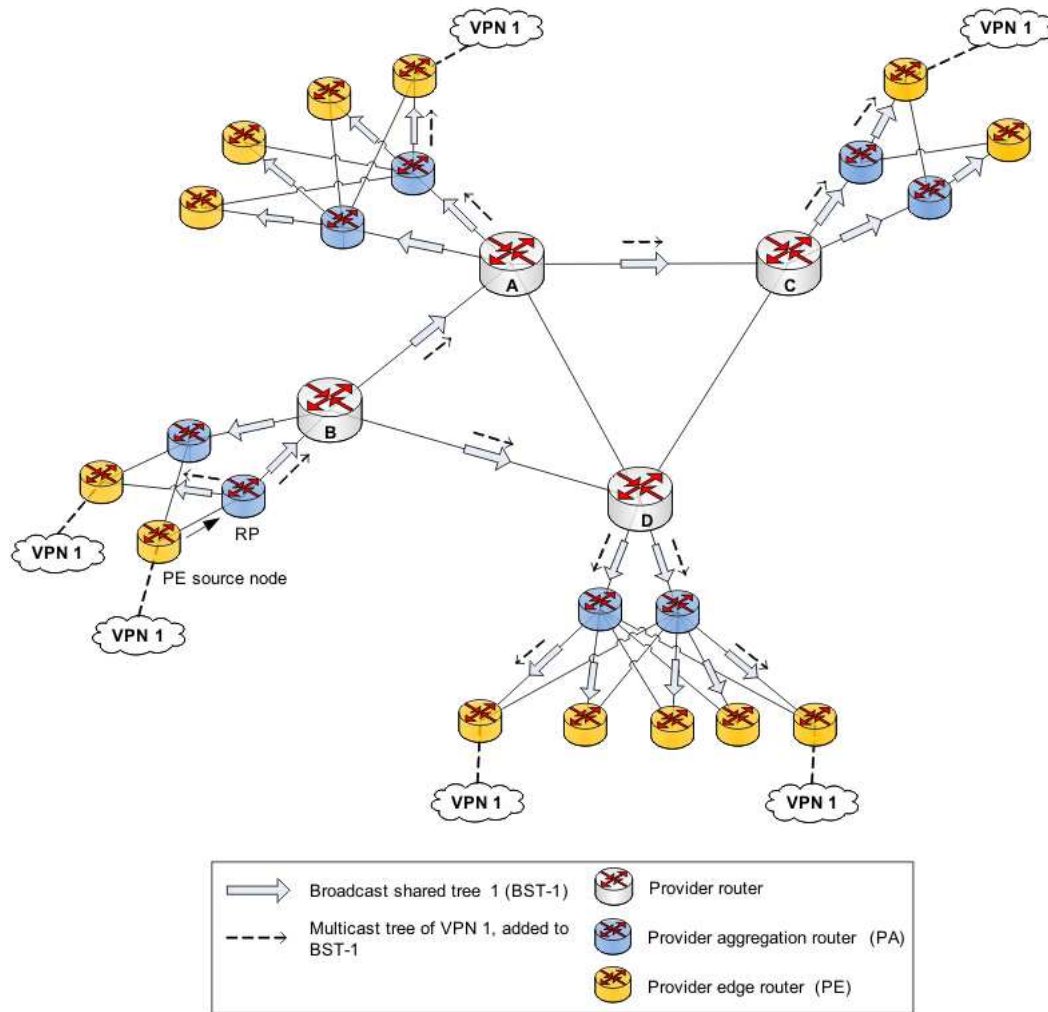 VPN 1
VPN 1
A
C
B
RP
D
VPN 1
PE source node
VPN 1
VPN 1
VPN 1
Broadcast shared tree 1 (BST-1)
Provider router
Multicast tree of VPN 1, added to
BST-1
Provider aggregation router (PA)
Provider edge router (PE)